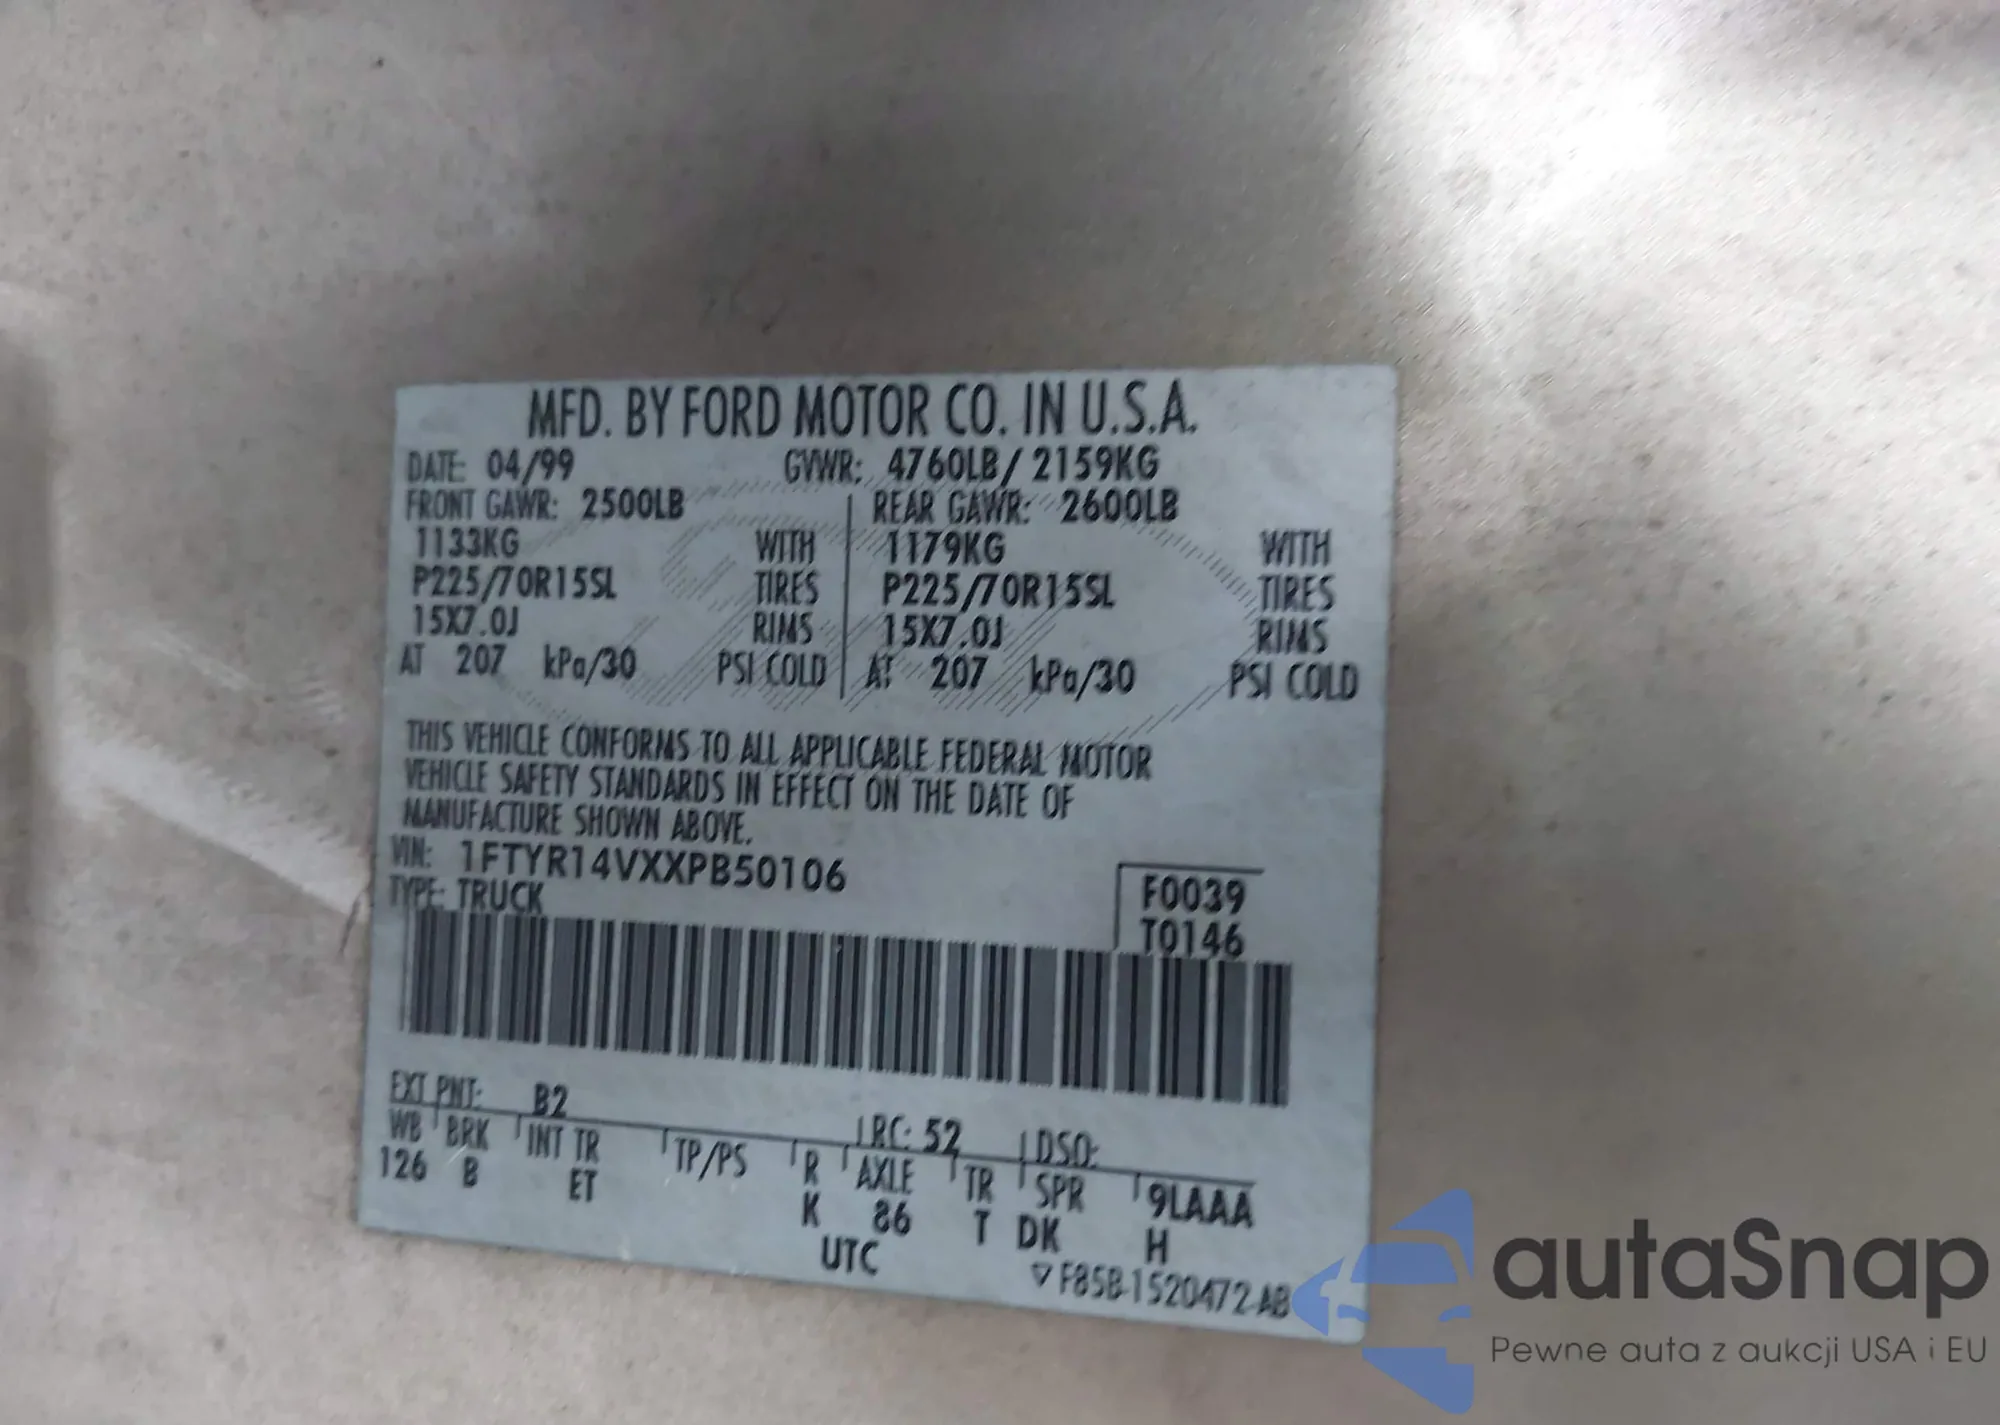 MFD. BY FORD MOTOR CO. IN U.S.A.
DATE: 04/99 GVWR: 4760LB/ 2159KG
FRONT GAWR: 2500LB REAR GAWR: 2600LB
1133KG WITH 1179KG WITH
P225/70R15SL TIRES P225/70R15SL TIRES
15X7.0J RIMS 15X7.0J RIMS
AT 207 kPa/30 PSI COLD AT 207 kPa/30 PSI COLD
THIS VEHICLE CONFORMS TO ALL APPLICABLE FEDERAL MOTOR
VEHICLE SAFETY STANDARDS IN EFFECT ON THE DATE OF
MANUFACTURE SHOWN ABOVE.
VIN: 1FTYR14VXXPB50106
TYPE: TRUCK
F0039
T0146
EXT PNT: B2 RC: 52 DSO:
WB BRK INT TR TP/PS R AXLE TR SPR 9LAAA
126 B ET K 86 T DK H
UTC
▽ F85B-1520472-AB
autaSnap
Pewne auta z aukcji USA i EU